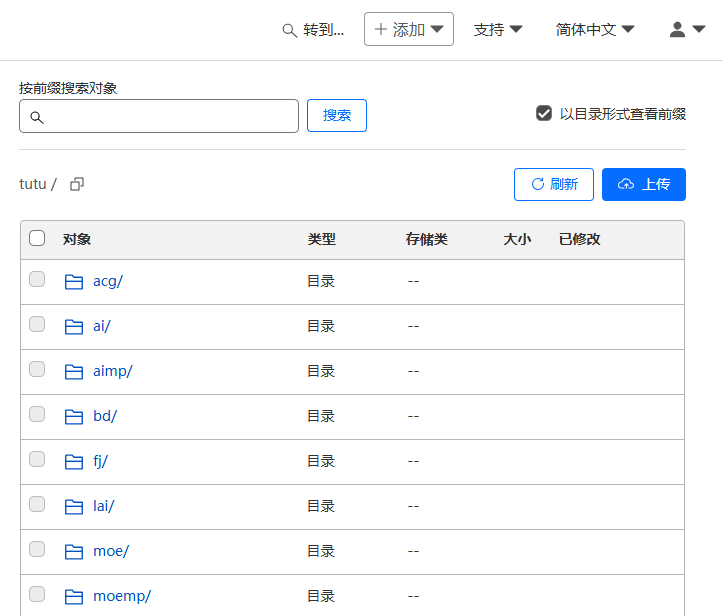 转到... 添加 支持 简体中文
按前缀搜索对象
搜索 以目录形式查看前缀
tutu / 刷新 上传
对象 类型 存储类 大小 已修改
acg/ 目录 --
ai/ 目录 --
aimp/ 目录 --
bd/ 目录 --
fj/ 目录 --
lai/ 目录 --
moe/ 目录 --
moemp/ 目录 --